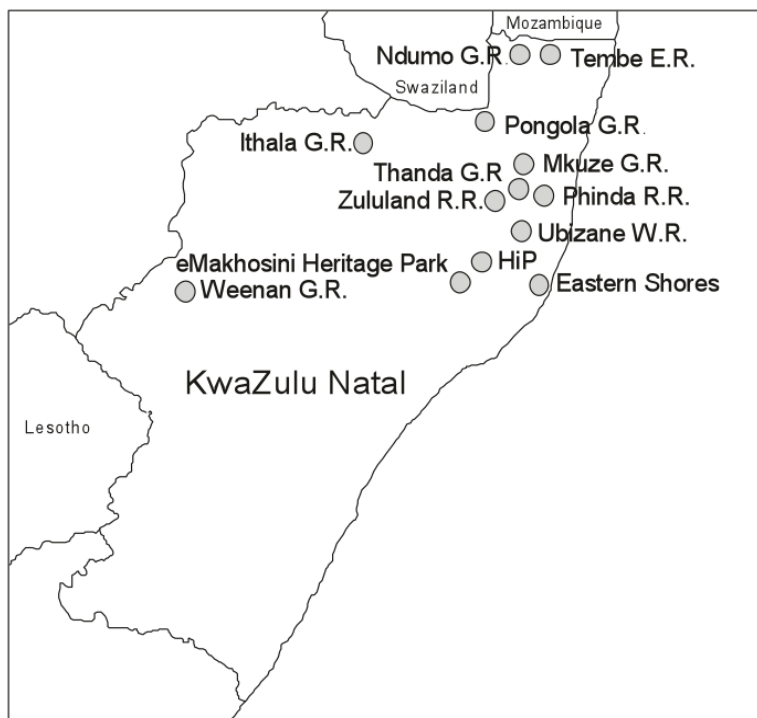 Mozambique
Ndumo G.R.
Tembe E.R.
Swaziland
Pongola G.R.
Ithala G.R.
Mkuze G.R.
Thanda G.R
Zululand R.R.
Phinda R.R.
Ubizane W.R.
eMakhosini Heritage Park
HiP
Weenan G.R.
Eastern Shores
KwaZulu Natal
Lesotho